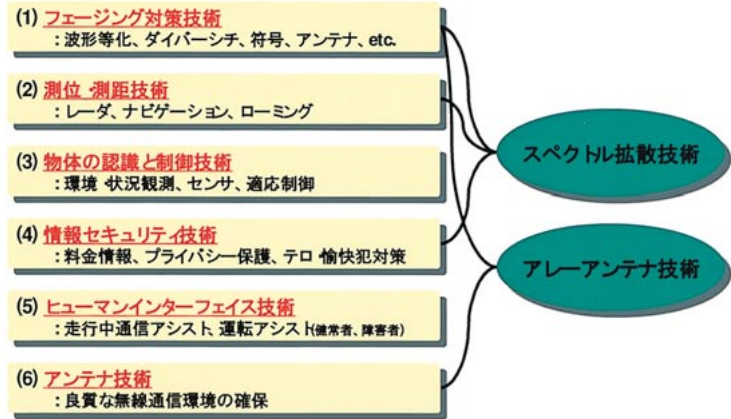 (1) フェージング対策技術
：波形等化、ダイバーシチ、符号、アンテナ、etc.
(2) 測位・測距技術
：レーダ、ナビゲーション、ローミング
(3) 物体の認識と制御技術
：環境・状況観測、センサ、適応制御
(4) 情報セキュリティ技術
：料金情報、プライバシー保護、テロ・愉快犯対策
(5) ヒューマンインターフェイス技術
：走行中通信アシスト、運転アシスト(健常者、障害者)
(6) アンテナ技術
：良質な無線通信環境の確保
スペクトル拡散技術
アレーアンテナ技術